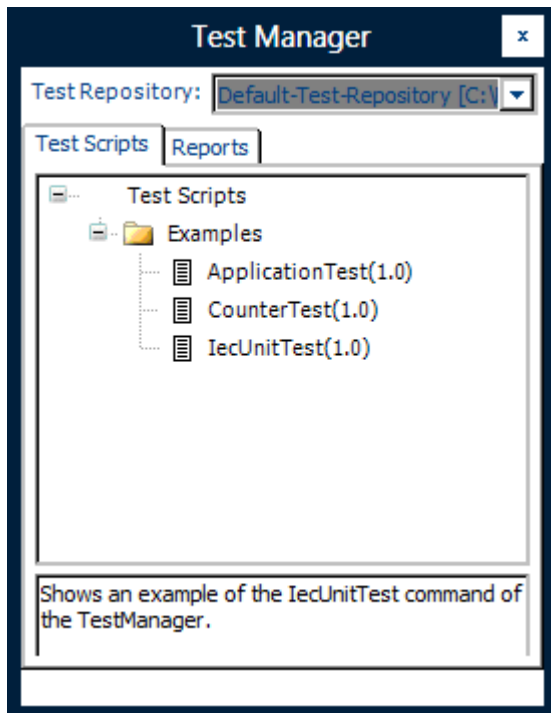 Test Manager
x
Test Repository: Default-Test-Repository [C:\
Test Scripts Reports
Test Scripts
Examples
ApplicationTest(1.0)
CounterTest(1.0)
IecUnitTest(1.0)
Shows an example of the IecUnitTest command of
the TestManager.